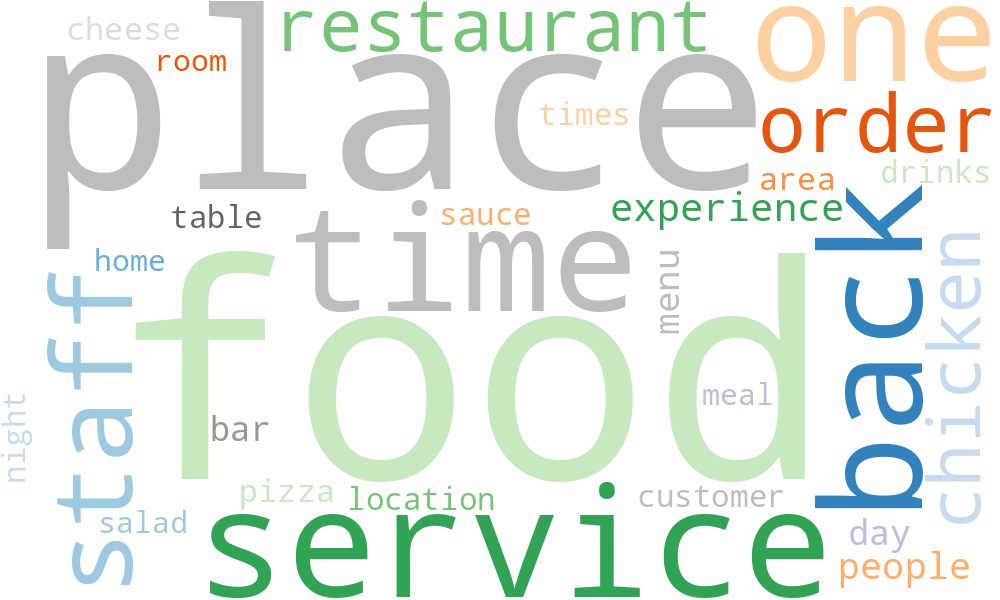 cheese
restaurant
one
place
room
times
order
area
drinks
table
sauce
experience
time
back
home
menu
staff
food
chicken
meal
night
bar
pizza
location
customer
salad
service
day
people